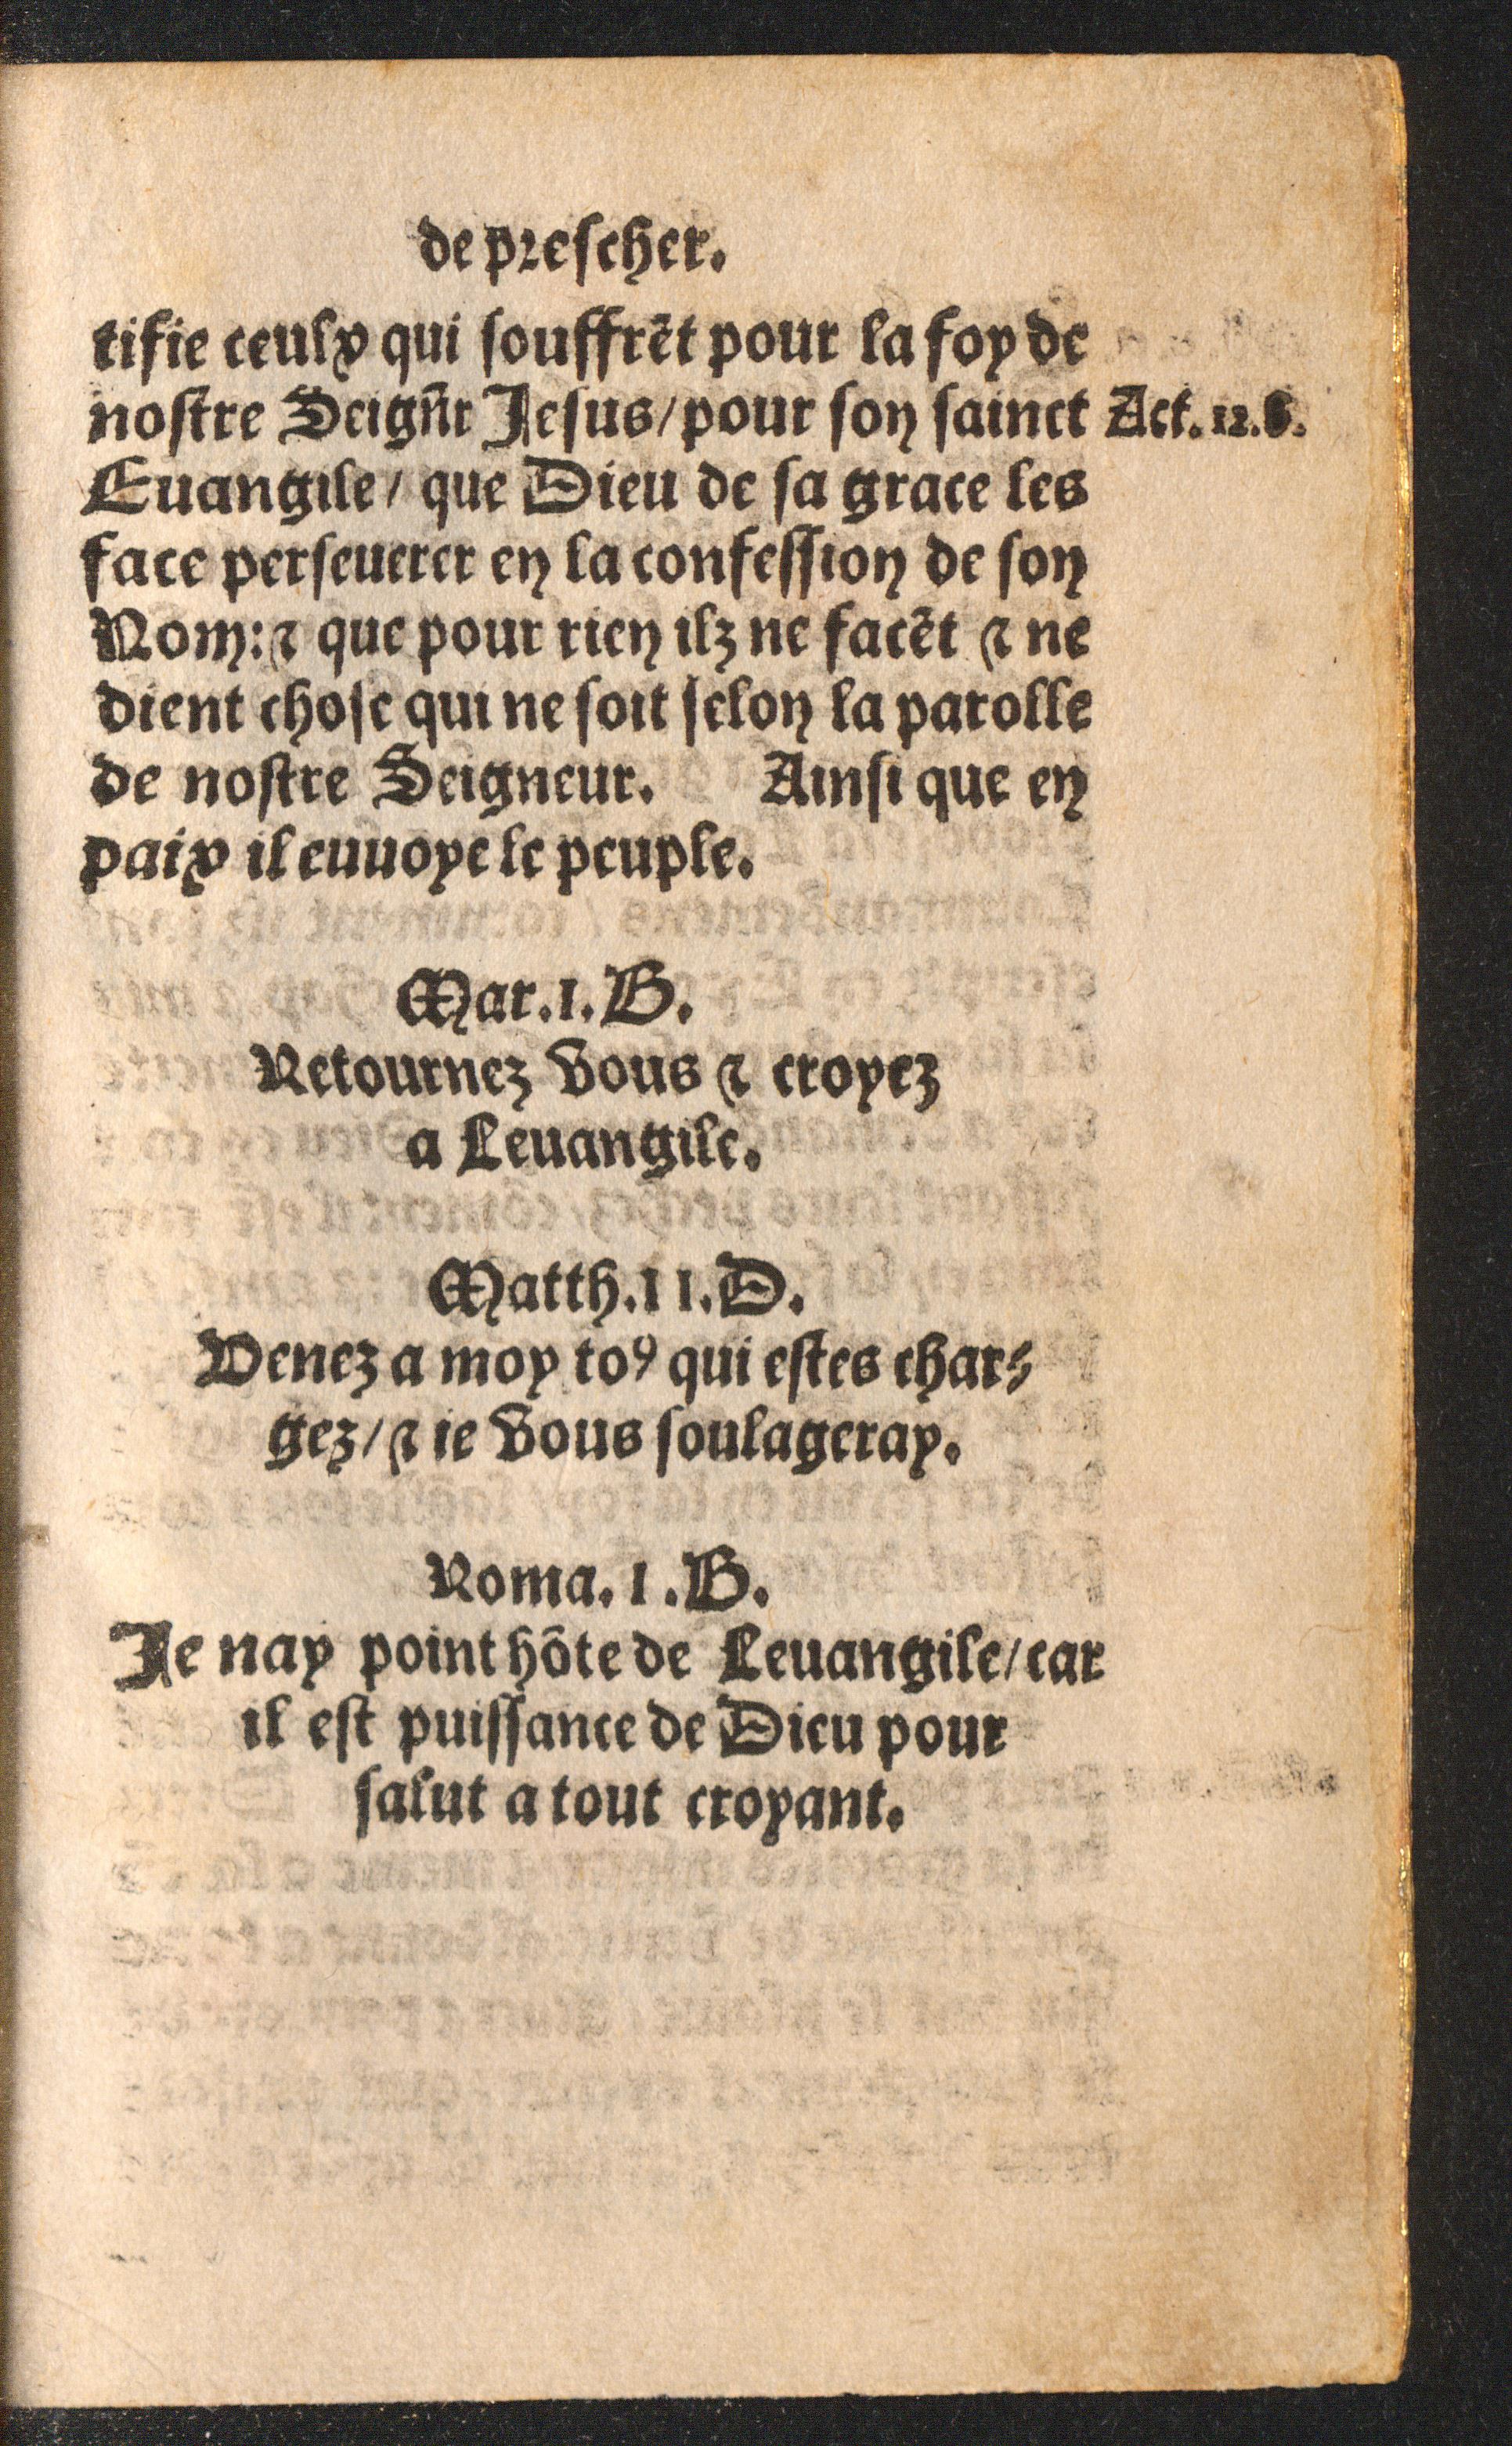 de prescher.
tifie ceulx qui souffrẽt pour la foy de
nostre Seigñr Jesus/pour son sainct Act. 12.
Euangile/ que Dieu de sa grace les
face perseuerer en la confession de son
Nom: ⁊ que pour rien ilz ne facẽt ⁊ ne
dient chose qui ne soit selon la parolle
de nostre Seigneur. Ainsi que en
paix il euuoye le peuple.
Mar.1.B.
Retournez vous ⁊ croyez
a Leuangile.
Matth.11.D.
Venez a moy toꝰ qui estes char⸗
gez/⁊ ie vous soulageray.
Roma.1.B.
Je nay point hõte de Leuangile/car
il est puissance de Dieu pour
salut a tout croyant.